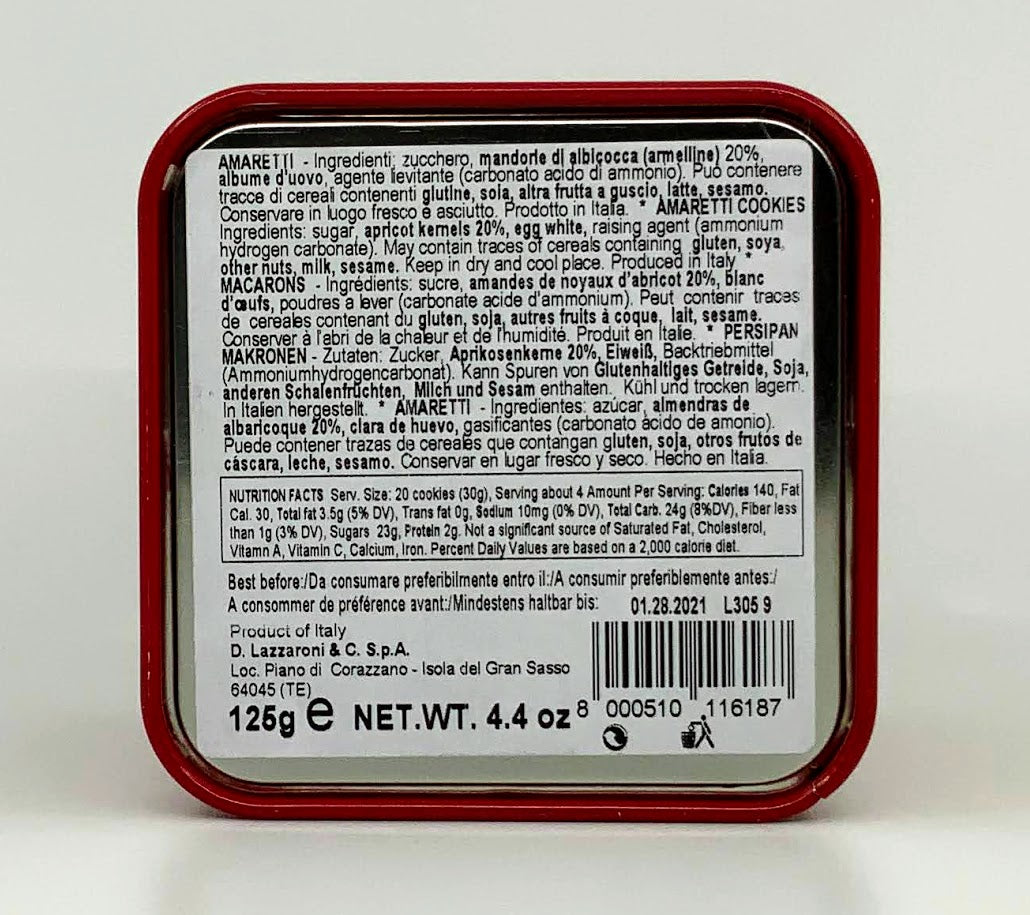 AMARETTI - Ingredienti: zucchero, mandorle di albicocca (armelline) 20%,
albume d'uovo, agente lievitante (carbonato acido di ammonio). Può contenere
tracce di cereali contenenti glutine, soia, altra frutta a guscio, latte, sesamo.
Conservare in luogo fresco e asciutto. Prodotto in Italia. * AMARETTI COOKIES
Ingredients: sugar, apricot kernels 20%, egg white, raising agent (ammonium
hydrogen carbonate). May contain traces of cereals containing gluten, soya,
other nuts, milk, sesame. Keep in dry and cool place. Produced in Italy *
MACARONS - Ingrédients: sucre, amandes de noyaux d'abricot 20%, blanc
d'œufs, poudres a lever (carbonate acide d'ammonium). Peut contenir traces
de cereales contenant du gluten, soja, autres fruits à coque, lait, sesame.
Conserver à l'abri de la chaleur et de l'humidité. Produit en Italie. * PERSIPAN
MAKRONEN - Zutaten: Zucker, Aprikosenkerne 20%, Eiweiß, Backtriebmittel
(Ammoniumhydrogencarbonat). Kann Spuren von Glutenhaltiges Getreide, Soja,
anderen Schalenfrüchten, Milch und Sesam enthalten. Kühl und trocken lagern.
In Italien hergestellt. * AMARETTI - Ingredientes: azúcar, almendras de
albaricoque 20%, clara de huevo, gasificantes (carbonato ácido de amonio).
Puede contener trazas de cereales que contangan gluten, soja, otros frutos de
cáscara, leche, sesamo. Conservar en lugar fresco y seco. Hecho en Italia.
NUTRITION FACTS Serv. Size: 20 cookies (30g), Serving about 4 Amount Per Serving: Calories 140, Fat
Cal. 30, Total fat 3.5g (5% DV), Trans fat 0g, Sodium 10mg (0% DV), Total Carb. 24g (8%DV), Fiber less
than 1g (3% DV), Sugars 23g, Protein 2g. Not a significant source of Saturated Fat, Cholesterol,
Vitamn A, Vitamin C, Calcium, Iron. Percent Daily Values are based on a 2,000 calorie diet.
Best before:/Da consumare preferibilmente entro il:/A consumir preferiblemente antes:/
A consommer de préférence avant:/Mindestens haltbar bis: 01.28.2021 L305 9
Product of Italy
D. Lazzaroni & C. S.p.A.
Loc. Piano di Corazzano - Isola del Gran Sasso
64045 (TE)
125g e NET.WT. 4.4 oz 8 000510 116187